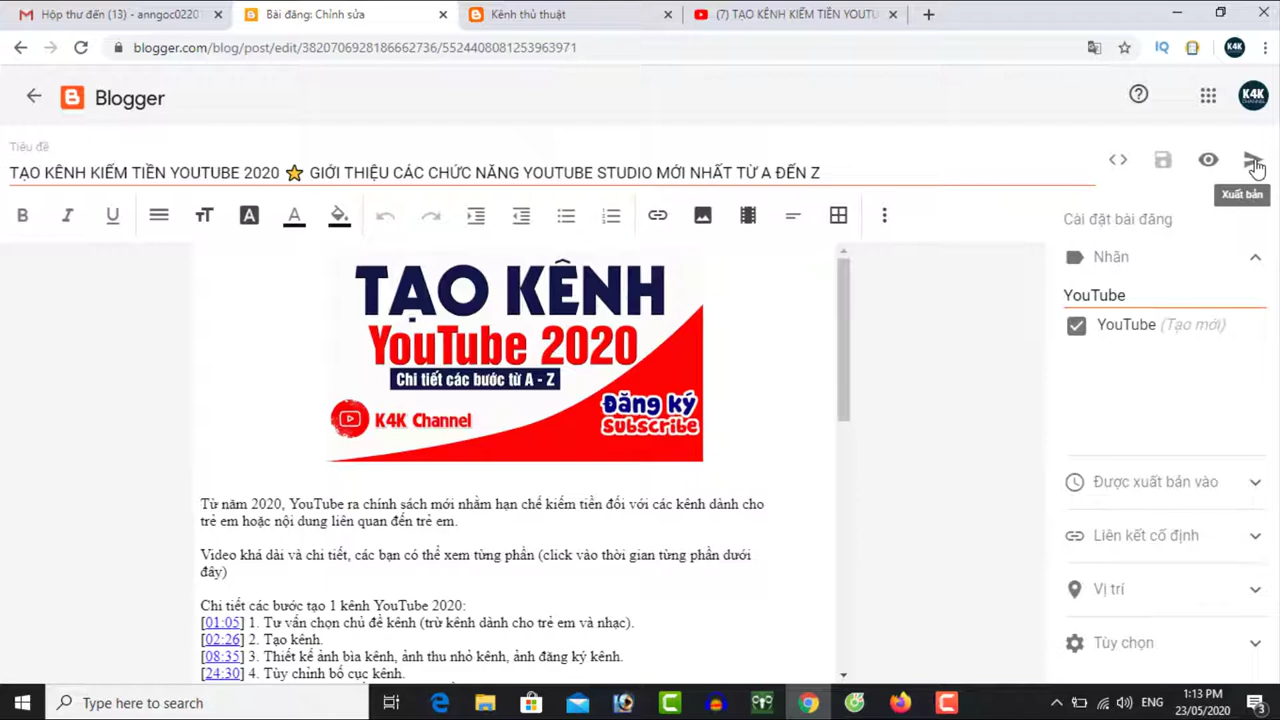 Hộp thư đến (13) - anngoc0220
Bài đăng: Chỉnh sửa
Kênh thủ thuật
(7) TẠO KÊNH KIẾM TIỀN YOUTU
blogger.com/blog/post/edit/3820706928186662736/5524408081253963971
IQ
K4K
Blogger
K4K
Tiêu đề
TẠO KÊNH KIẾM TIỀN YOUTUBE 2020 ⭐ GIỚI THIỆU CÁC CHỨC NĂNG YOUTUBE STUDIO MỚI NHẤT TỪ A ĐẾN Z
Xuất bản
Cài đặt bài đăng
Nhãn
YouTube
YouTube (Tạo mới)
Được xuất bản vào
Liên kết cố định
Vị trí
Tùy chọn
TẠO KÊNH
YouTube 2020
Chi tiết các bước từ A - Z
K4K Channel
Đăng ký
Subscribe
Từ năm 2020, YouTube ra chính sách mới nhằm hạn chế kiếm tiền đối với các kênh dành cho
trẻ em hoặc nội dung liên quan đến trẻ em.
Video khá dài và chi tiết, các bạn có thể xem từng phần (click vào thời gian từng phần dưới
đây)
Chi tiết các bước tạo 1 kênh YouTube 2020:
[01:05] 1. Tư vấn chọn chủ đề kênh (trừ kênh dành cho trẻ em và nhạc).
[02:26] 2. Tạo kênh.
[08:35] 3. Thiết kế ảnh bìa kênh, ảnh thu nhỏ kênh, ảnh đăng ký kênh.
[24:30] 4. Tùy chỉnh bố cục kênh.
Type here to search
ENG
1:13 PM
23/05/2020